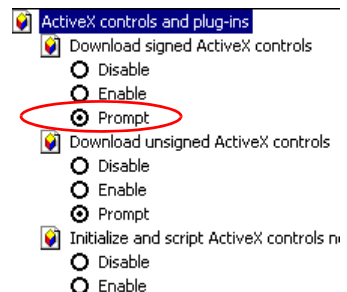 ActiveX controls and plug-ins
Download signed ActiveX controls
Disable
Enable
Prompt
Download unsigned ActiveX controls
Disable
Enable
Prompt
Initialize and script ActiveX controls
Disable
Enable